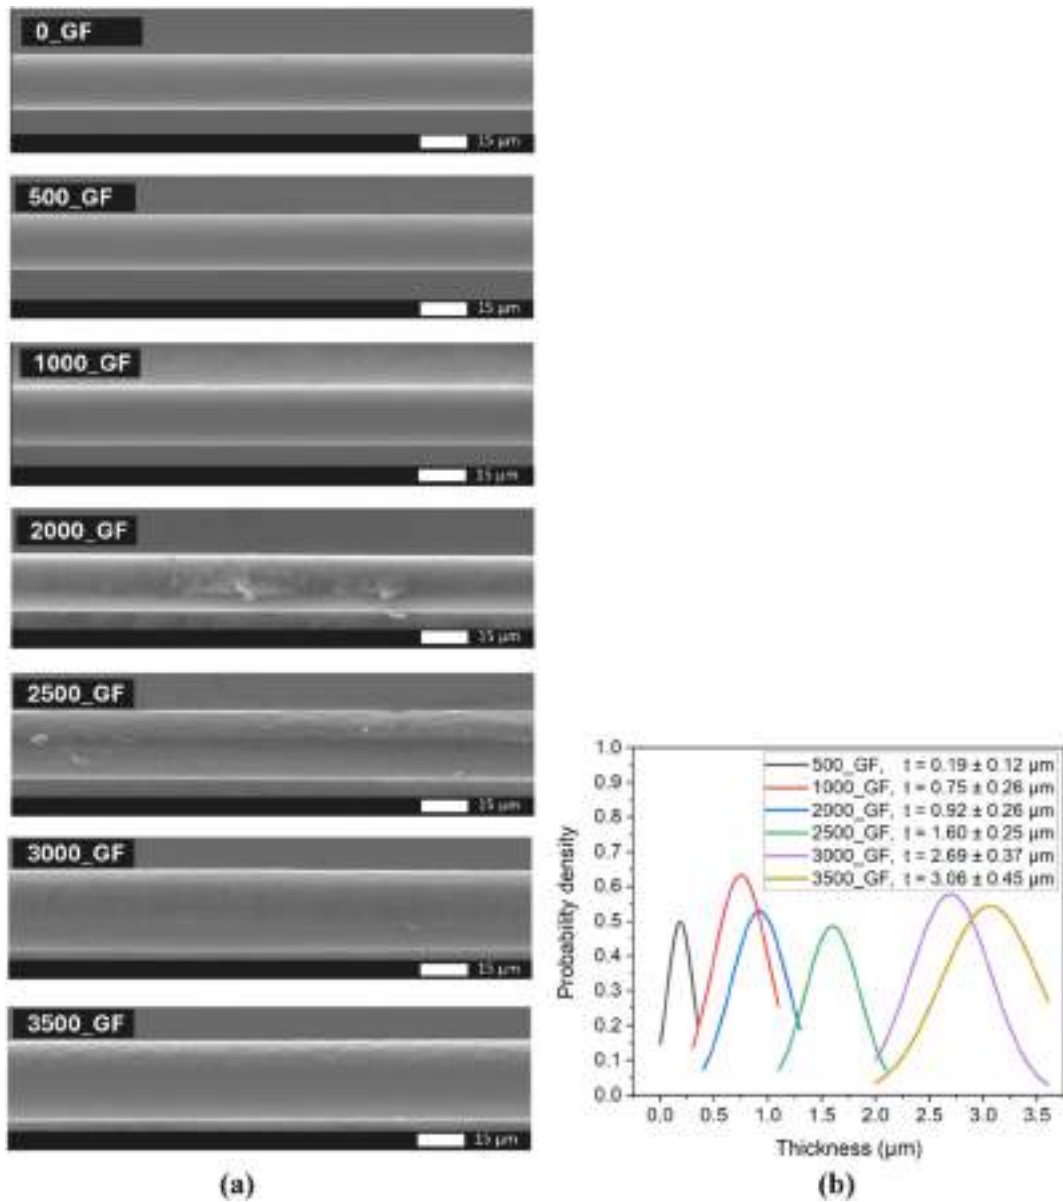 0_GF
15 µm
500_GF
15 µm
1000_GF
15 µm
2000_GF
15 µm
2500_GF
15 µm
3000_GF
15 µm
3500_GF
15 µm
(a)
Probability density
1.0
0.9
0.8
0.7
0.6
0.5
0.4
0.3
0.2
0.1
0.0
500_GF, t = 0.19 ± 0.12 µm
1000_GF, t = 0.75 ± 0.26 µm
2000_GF, t = 0.92 ± 0.26 µm
2500_GF, t = 1.60 ± 0.25 µm
3000_GF, t = 2.69 ± 0.37 µm
3500_GF, t = 3.06 ± 0.45 µm
0.0 0.5 1.0 1.5 2.0 2.5 3.0 3.5
Thickness (µm)
(b)